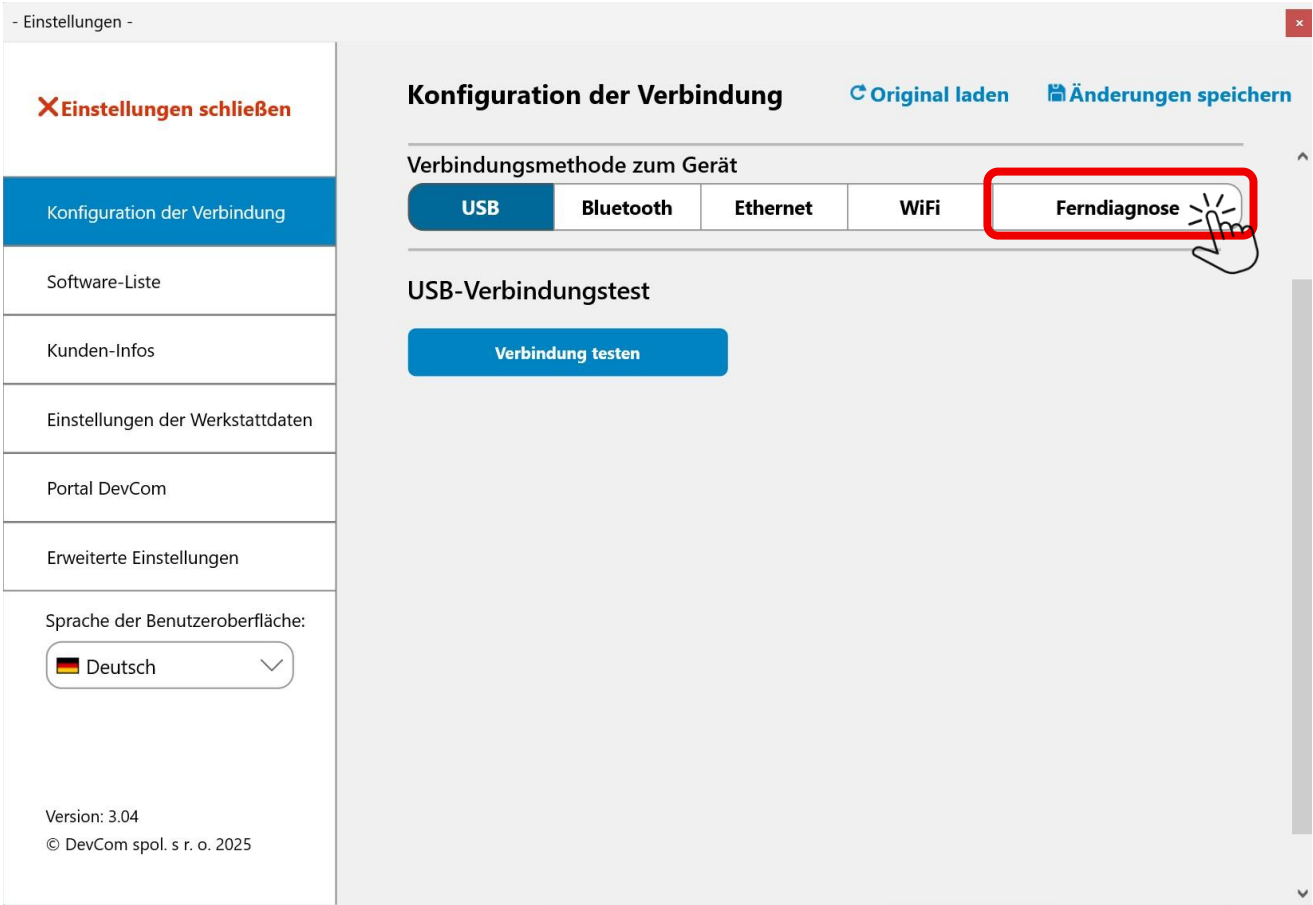 - Einstellungen -
Einstellungen schließen
Konfiguration der Verbindung
Software-Liste
Kunden-Infos
Einstellungen der Werkstattdaten
Portal DevCom
Erweiterte Einstellungen
Sprache der Benutzeroberfläche:
Deutsch
Version: 3.04
© DevCom spol. s r. o. 2025
Konfiguration der Verbindung
Original laden
Änderungen speichern
Verbindungsmethode zum Gerät
USB Bluetooth Ethernet WiFi Ferndiagnose
USB-Verbindungstest
Verbindung testen